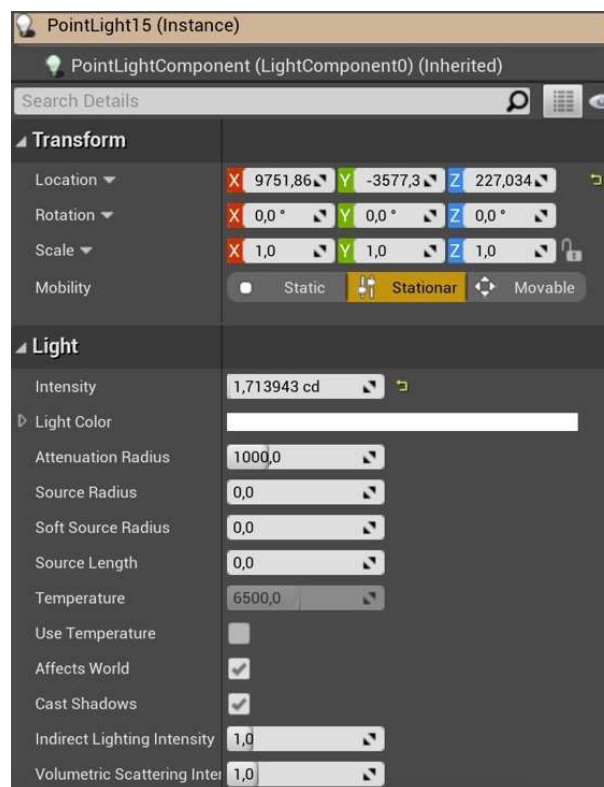 PointLight15 (Instance)
PointLightComponent (LightComponent0) (Inherited)
Search Details
Transform
Location X 9751,86 Y -3577,3 Z 227,034
Rotation X 0,0 ° Y 0,0 ° Z 0,0 °
Scale X 1,0 Y 1,0 Z 1,0
Mobility Static Stationar Movable
Light
Intensity 1,713943 cd
Light Color
Attenuation Radius 1000,0
Source Radius 0,0
Soft Source Radius 0,0
Source Length 0,0
Temperature 6500,0
Use Temperature
Affects World
Cast Shadows
Indirect Lighting Intensity 1,0
Volumetric Scattering Inter 1,0